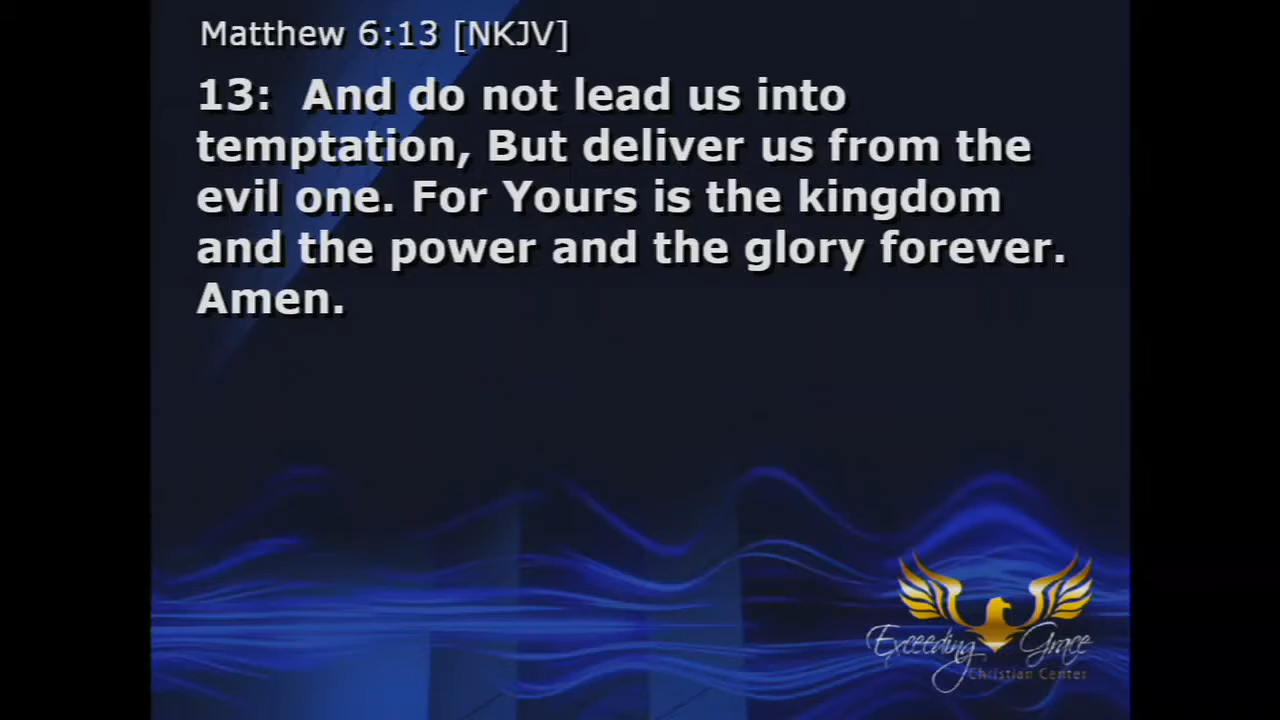 Matthew 6:13 [NKJV]
13: And do not lead us into
temptation, But deliver us from the
evil one. For Yours is the kingdom
and the power and the glory forever.
Amen.
Exceeding Grace
Christian Center